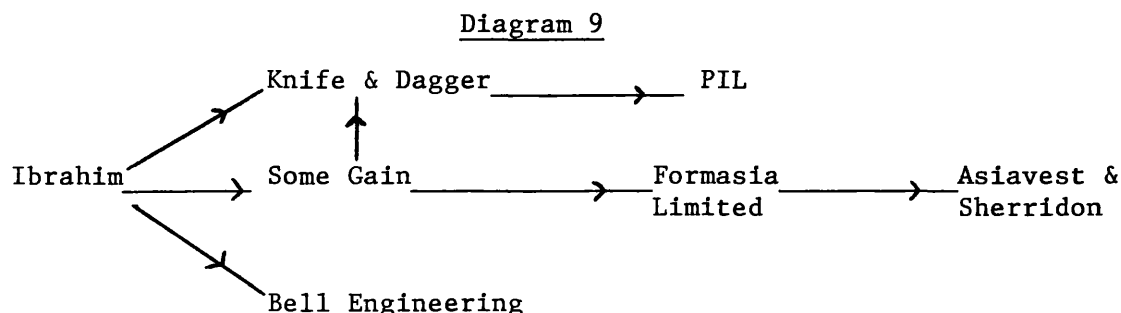 Diagram 9
Knife & Dagger PIL
Ibrahim Some Gain Formasia Asiavest &
Limited Sherridon
Bell Engineering